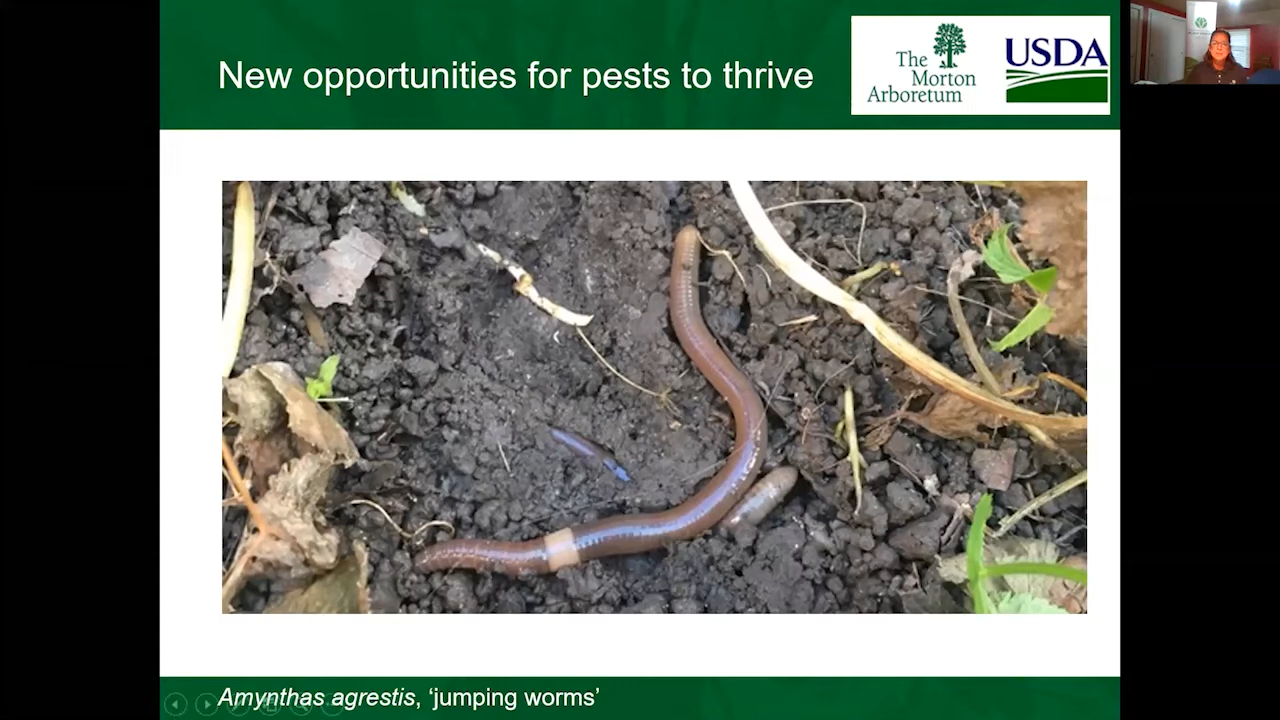 New opportunities for pests to thrive
The
Morton
Arboretum
USDA
Amynthas agrestis, ‘jumping worms’